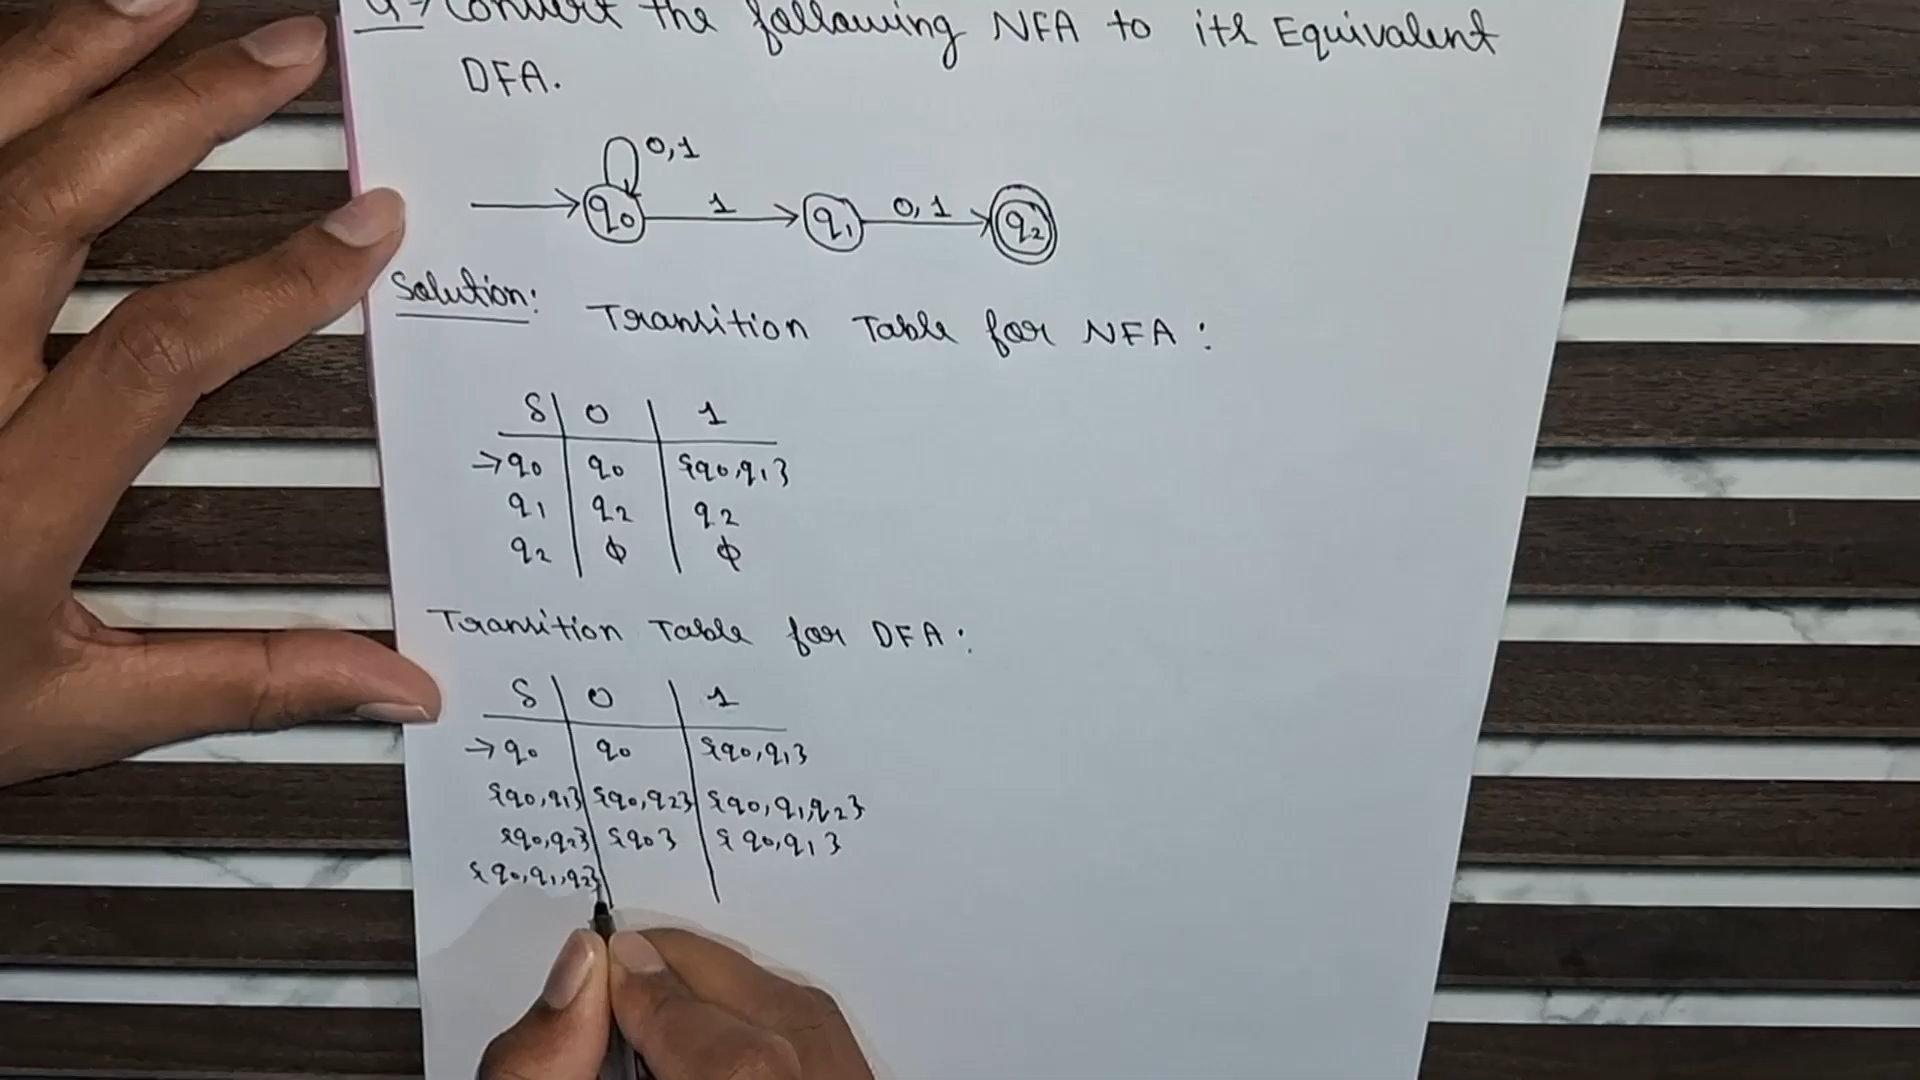 Q → Convert the following NFA to its Equivalent
DFA.
0,1
q0 1 q1 0,1 q2
Solution: Transition Table for NFA :
δ 0 1
→q0 q0 {q0,q1}
q1 q2 q2
q2 ϕ ϕ
Transition Table for DFA :
δ 0 1
→q0 q0 {q0,q1}
{q0,q1} {q0,q2} {q0,q1,q2}
{q0,q2} {q0} {q0,q1}
{q0,q1,q2}